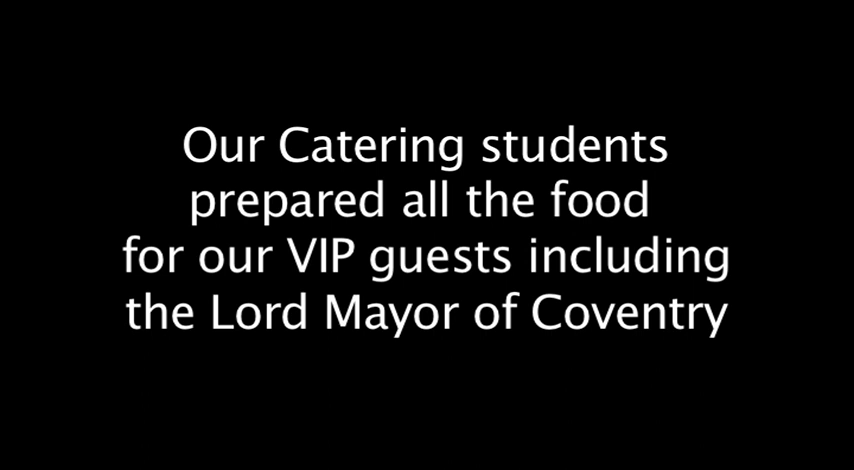 Our Catering students
prepared all the food
for our VIP guests including
the Lord Mayor of Coventry